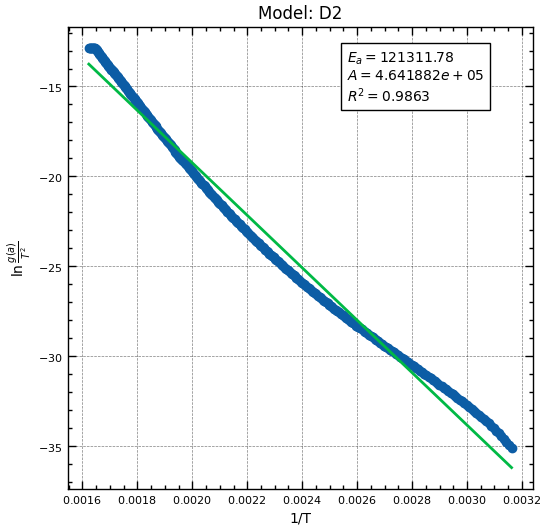 Model: D2
E_a = 121311.78
A = 4.641882e + 05
R^2 = 0.9863
−15
−20
−25
−30
−35
ln g(a)/T^2
0.0016 0.0018 0.0020 0.0022 0.0024 0.0026 0.0028 0.0030 0.0032
1/T